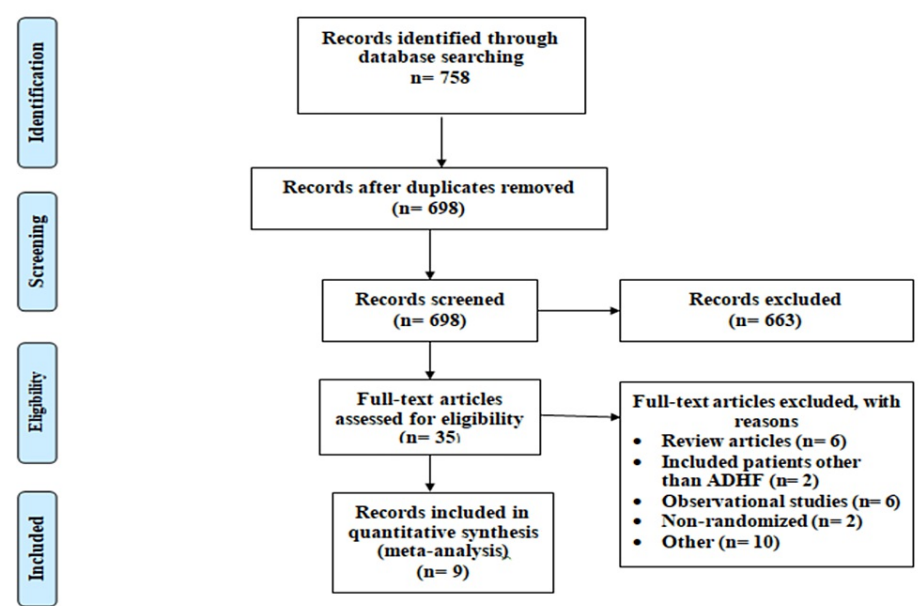 Identification
Records identified through
database searching
n= 758
Records after duplicates removed
(n= 698)
Screening
Records screened
(n= 698)
Records excluded
(n= 663)
Eligibility
Full-text articles
assessed for eligibility
(n= 35)
Full-text articles excluded, with
reasons
• Review articles (n= 6)
• Included patients other
than ADHF (n= 2)
• Observational studies (n= 6)
• Non-randomized (n= 2)
• Other (n= 10)
Included
Records included in
quantitative synthesis
(meta-analysis)
(n= 9)